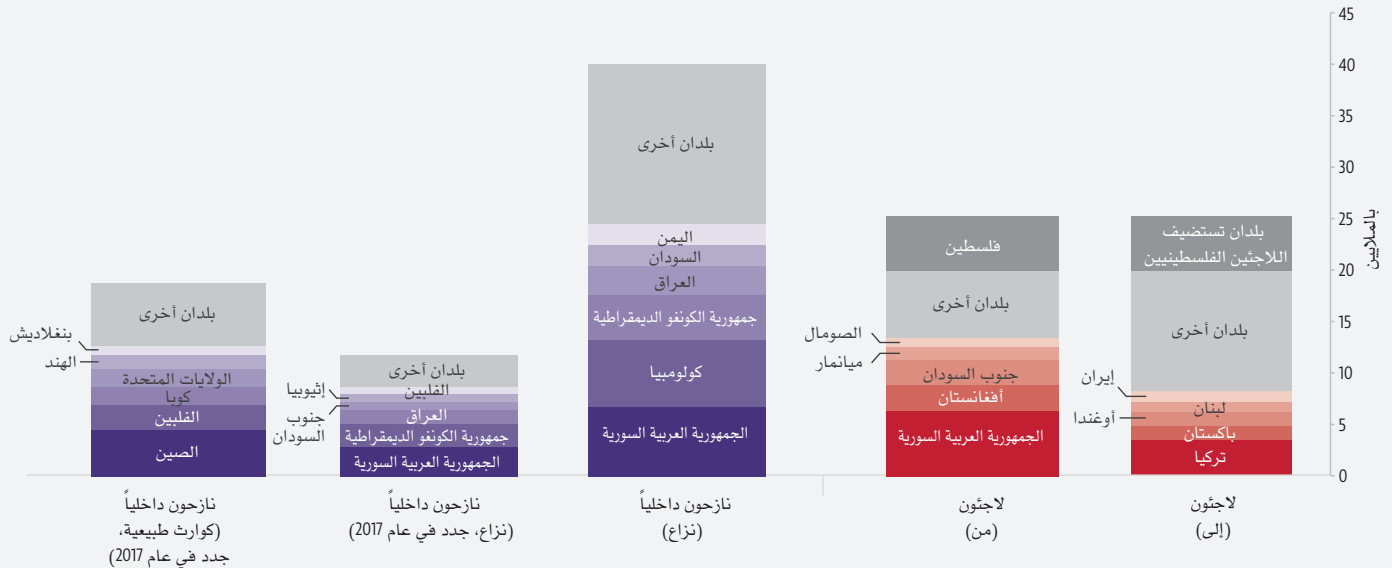 بالملايين
45
40
35
30
25
20
15
10
5
0
بلدان تستضيف
اللاجئين الفلسطينيين
بلدان أخرى
إيران
لبنان
أوغندا
باكستان
تركيا
لاجئون
(إلى)
فلسطين
بلدان أخرى
الصومال
ميانمار
جنوب السودان
أفغانستان
الجمهورية العربية السورية
لاجئون
(من)
بلدان أخرى
اليمن
السودان
العراق
جمهورية الكونغو الديمقراطية
كولومبيا
الجمهورية العربية السورية
نازحون داخلياً
(نزاع)
بلدان أخرى
الفلبين
إثيوبيا
جنوب
السودان
العراق
جمهورية الكونغو الديمقراطية
الجمهورية العربية السورية
نازحون داخلياً
(نزاع، جدد في عام 2017)
بلدان أخرى
بنغلاديش
الهند
الولايات المتحدة
كوبا
الفلبين
الصين
نازحون داخلياً
(كوارث طبيعية،
جدد في عام 2017)